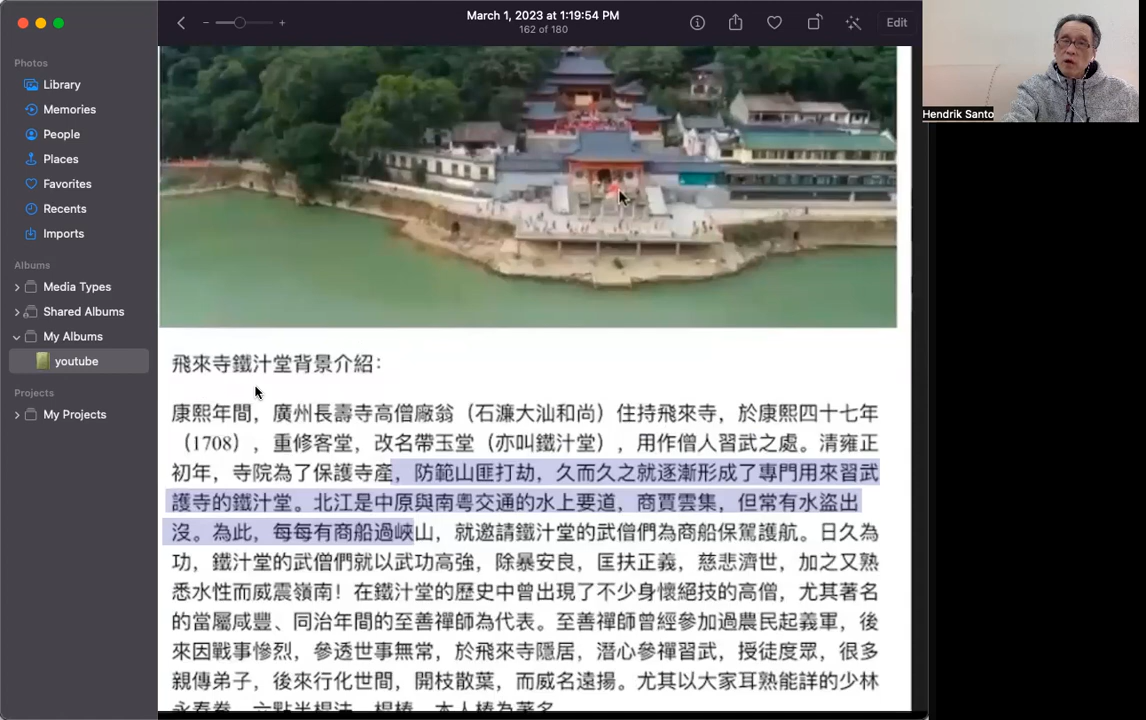 March 1, 2023 at 1:19:54 PM
162 of 180
Edit
Photos
Library
Memories
People
Places
Favorites
Recents
Imports
Albums
Media Types
Shared Albums
My Albums
youtube
Projects
My Projects
Hendrik Santo
飛來寺鐵汁堂背景介紹：
康熙年間，廣州長壽寺高僧廠翁（石濂大汕和尚）住持飛來寺，於康熙四十七年
（1708），重修客堂，改名帶玉堂（亦叫鐵汁堂），用作僧人習武之處。清雍正
初年，寺院為了保護寺產，防範山匪打劫，久而久之就逐漸形成了專門用來習武
護寺的鐵汁堂。北江是中原與南粵交通的水上要道，商賈雲集，但常有水盜出
沒。為此，每每有商船過峽山，就邀請鐵汁堂的武僧們為商船保駕護航。日久為
功，鐵汁堂的武僧們就以武功高強，除暴安良，匡扶正義，慈悲濟世，加之又熟
悉水性而威震嶺南！在鐵汁堂的歷史中曾出現了不少身懷絕技的高僧，尤其著名
的當屬咸豐、同治年間的至善禪師為代表。至善禪師曾經參加過農民起義軍，後
來因戰事慘烈，參透世事無常，於飛來寺隱居，潛心參禪習武，授徒度眾，很多
親傳弟子，後來行化世間，開枝散葉，而威名遠揚。尤其以大家耳熟能詳的少林
永春拳、六點半棍法、棍樁、木人樁為著名